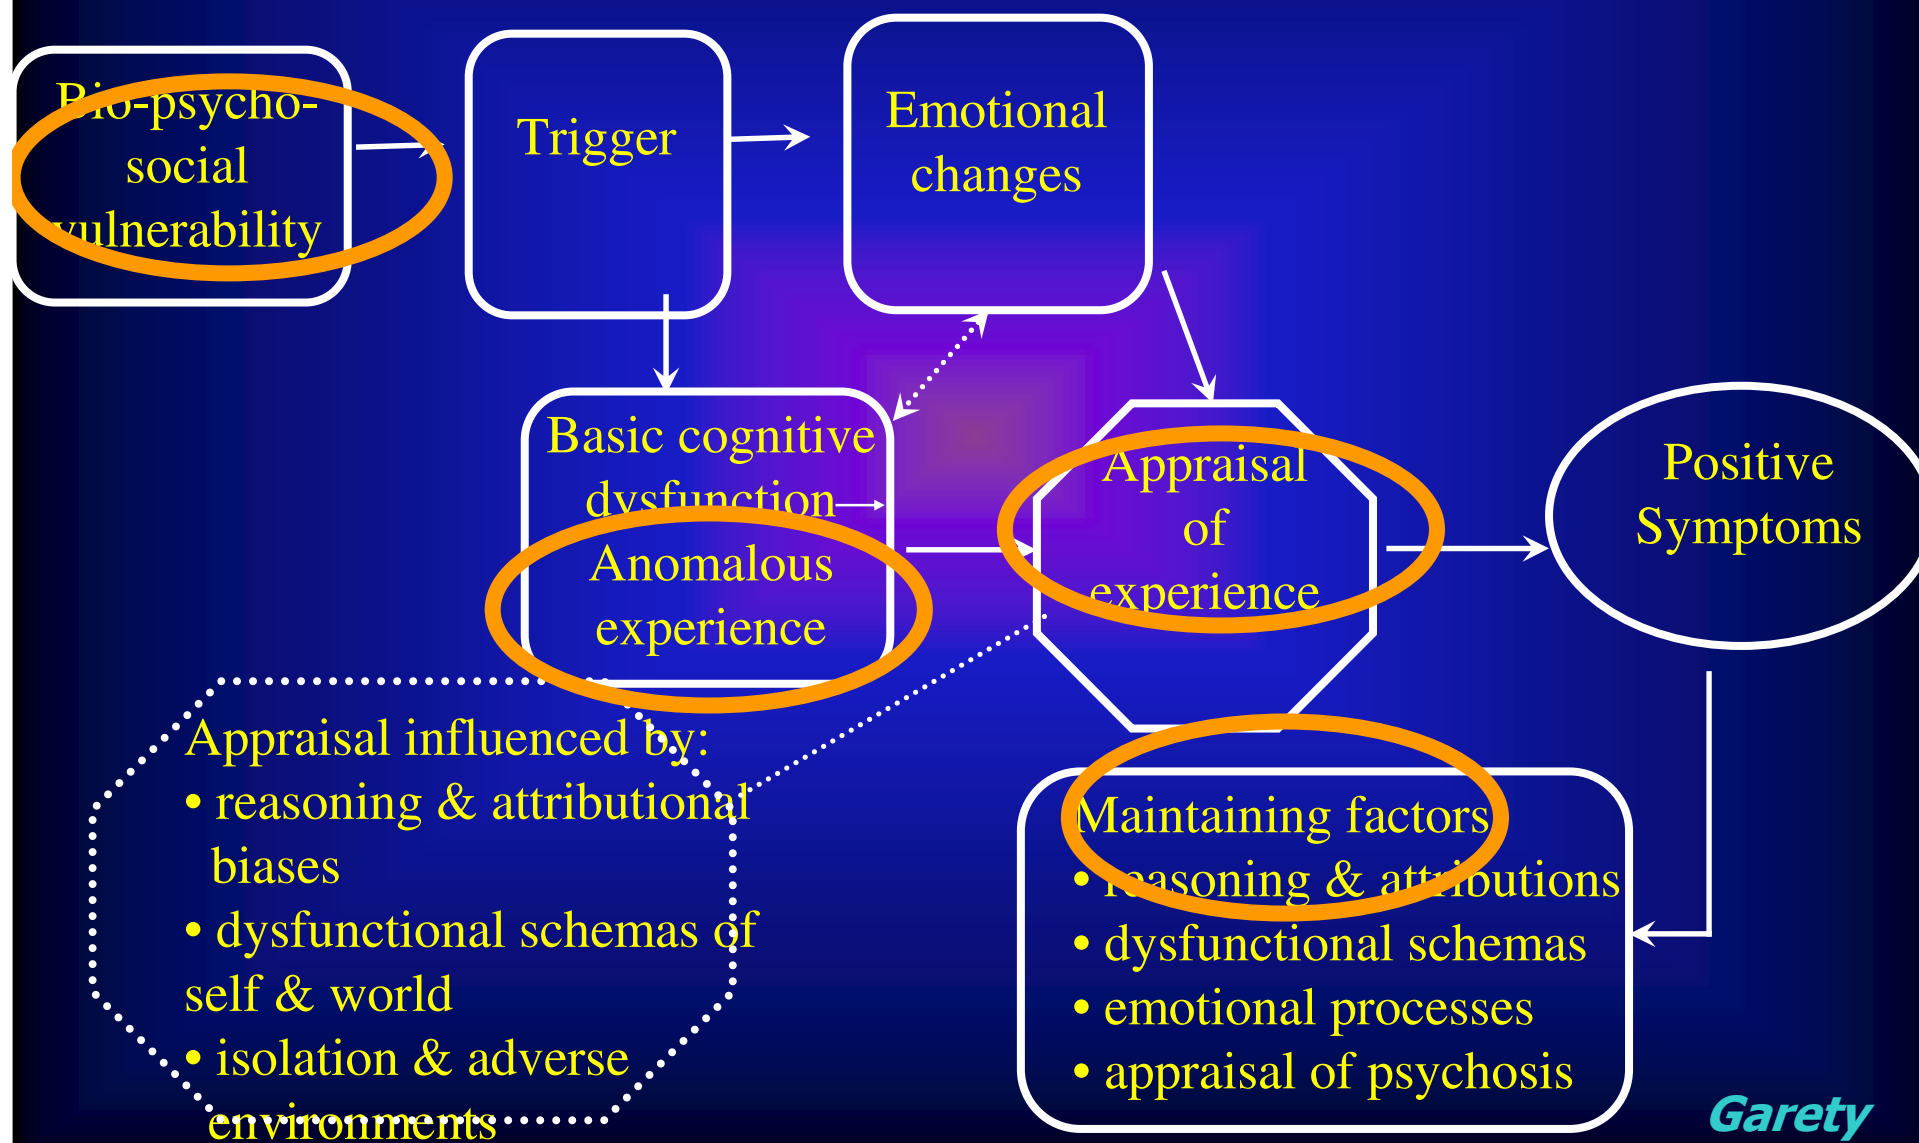 Bio-psycho-
social
vulnerability
Trigger
Emotional
changes
Basic cognitive
dysfunction
Anomalous
experience
Appraisal
of
experience
Positive
Symptoms
Appraisal influenced by:
• reasoning & attributional
biases
• dysfunctional schemas of
self & world
• isolation & adverse
environments
Maintaining factors
• reasoning & attributions
• dysfunctional schemas
• emotional processes
• appraisal of psychosis
Garety